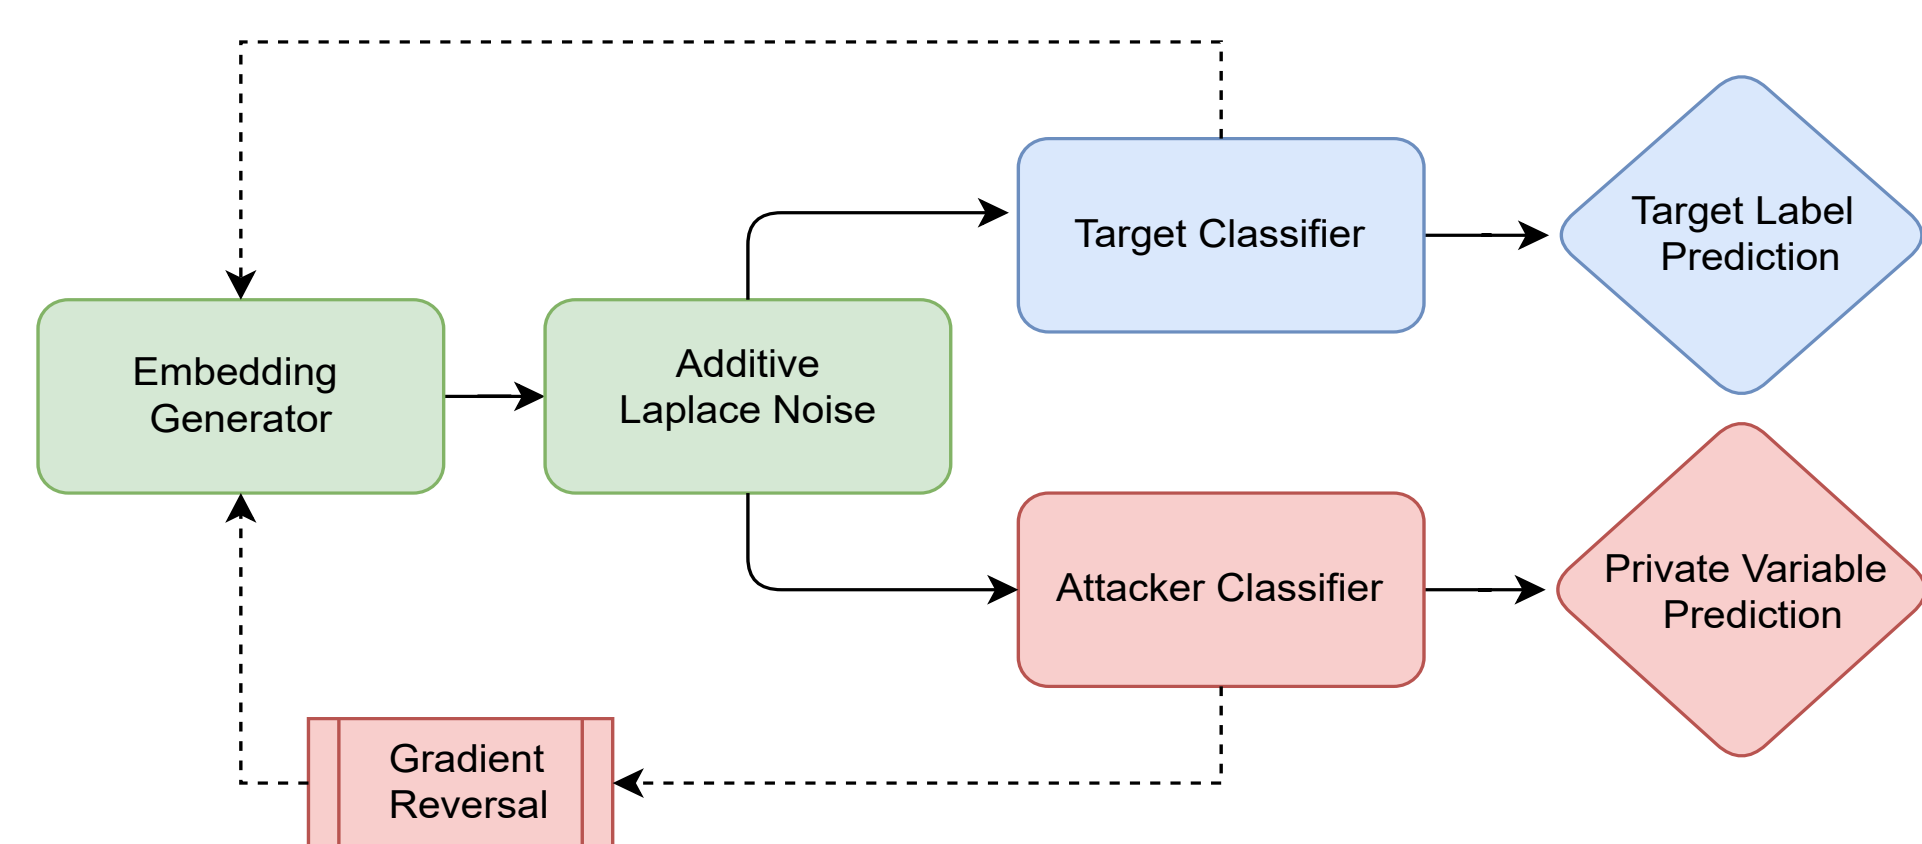 Embedding
Generator
Additive
Laplace Noise
Target Classifier
Target Label
Prediction
Attacker Classifier
Private Variable
Prediction
Gradient
Reversal